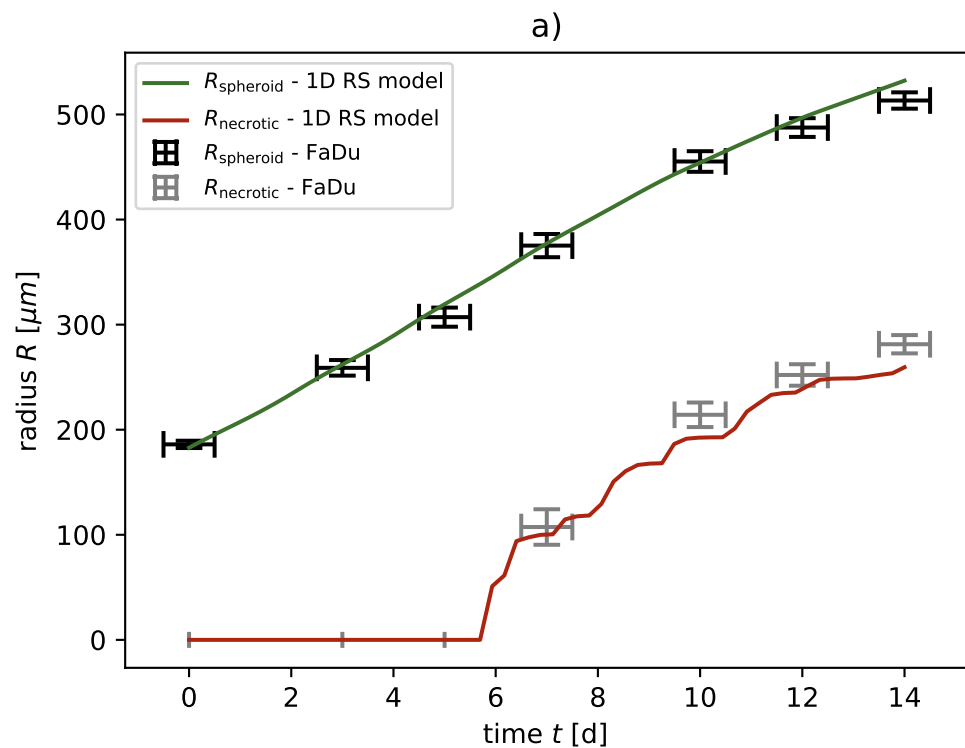 a)
R_spheroid - 1D RS model
R_necrotic - 1D RS model
R_spheroid - FaDu
R_necrotic - FaDu
radius R [μm]
500
400
300
200
100
0
0 2 4 6 8 10 12 14
time t [d]